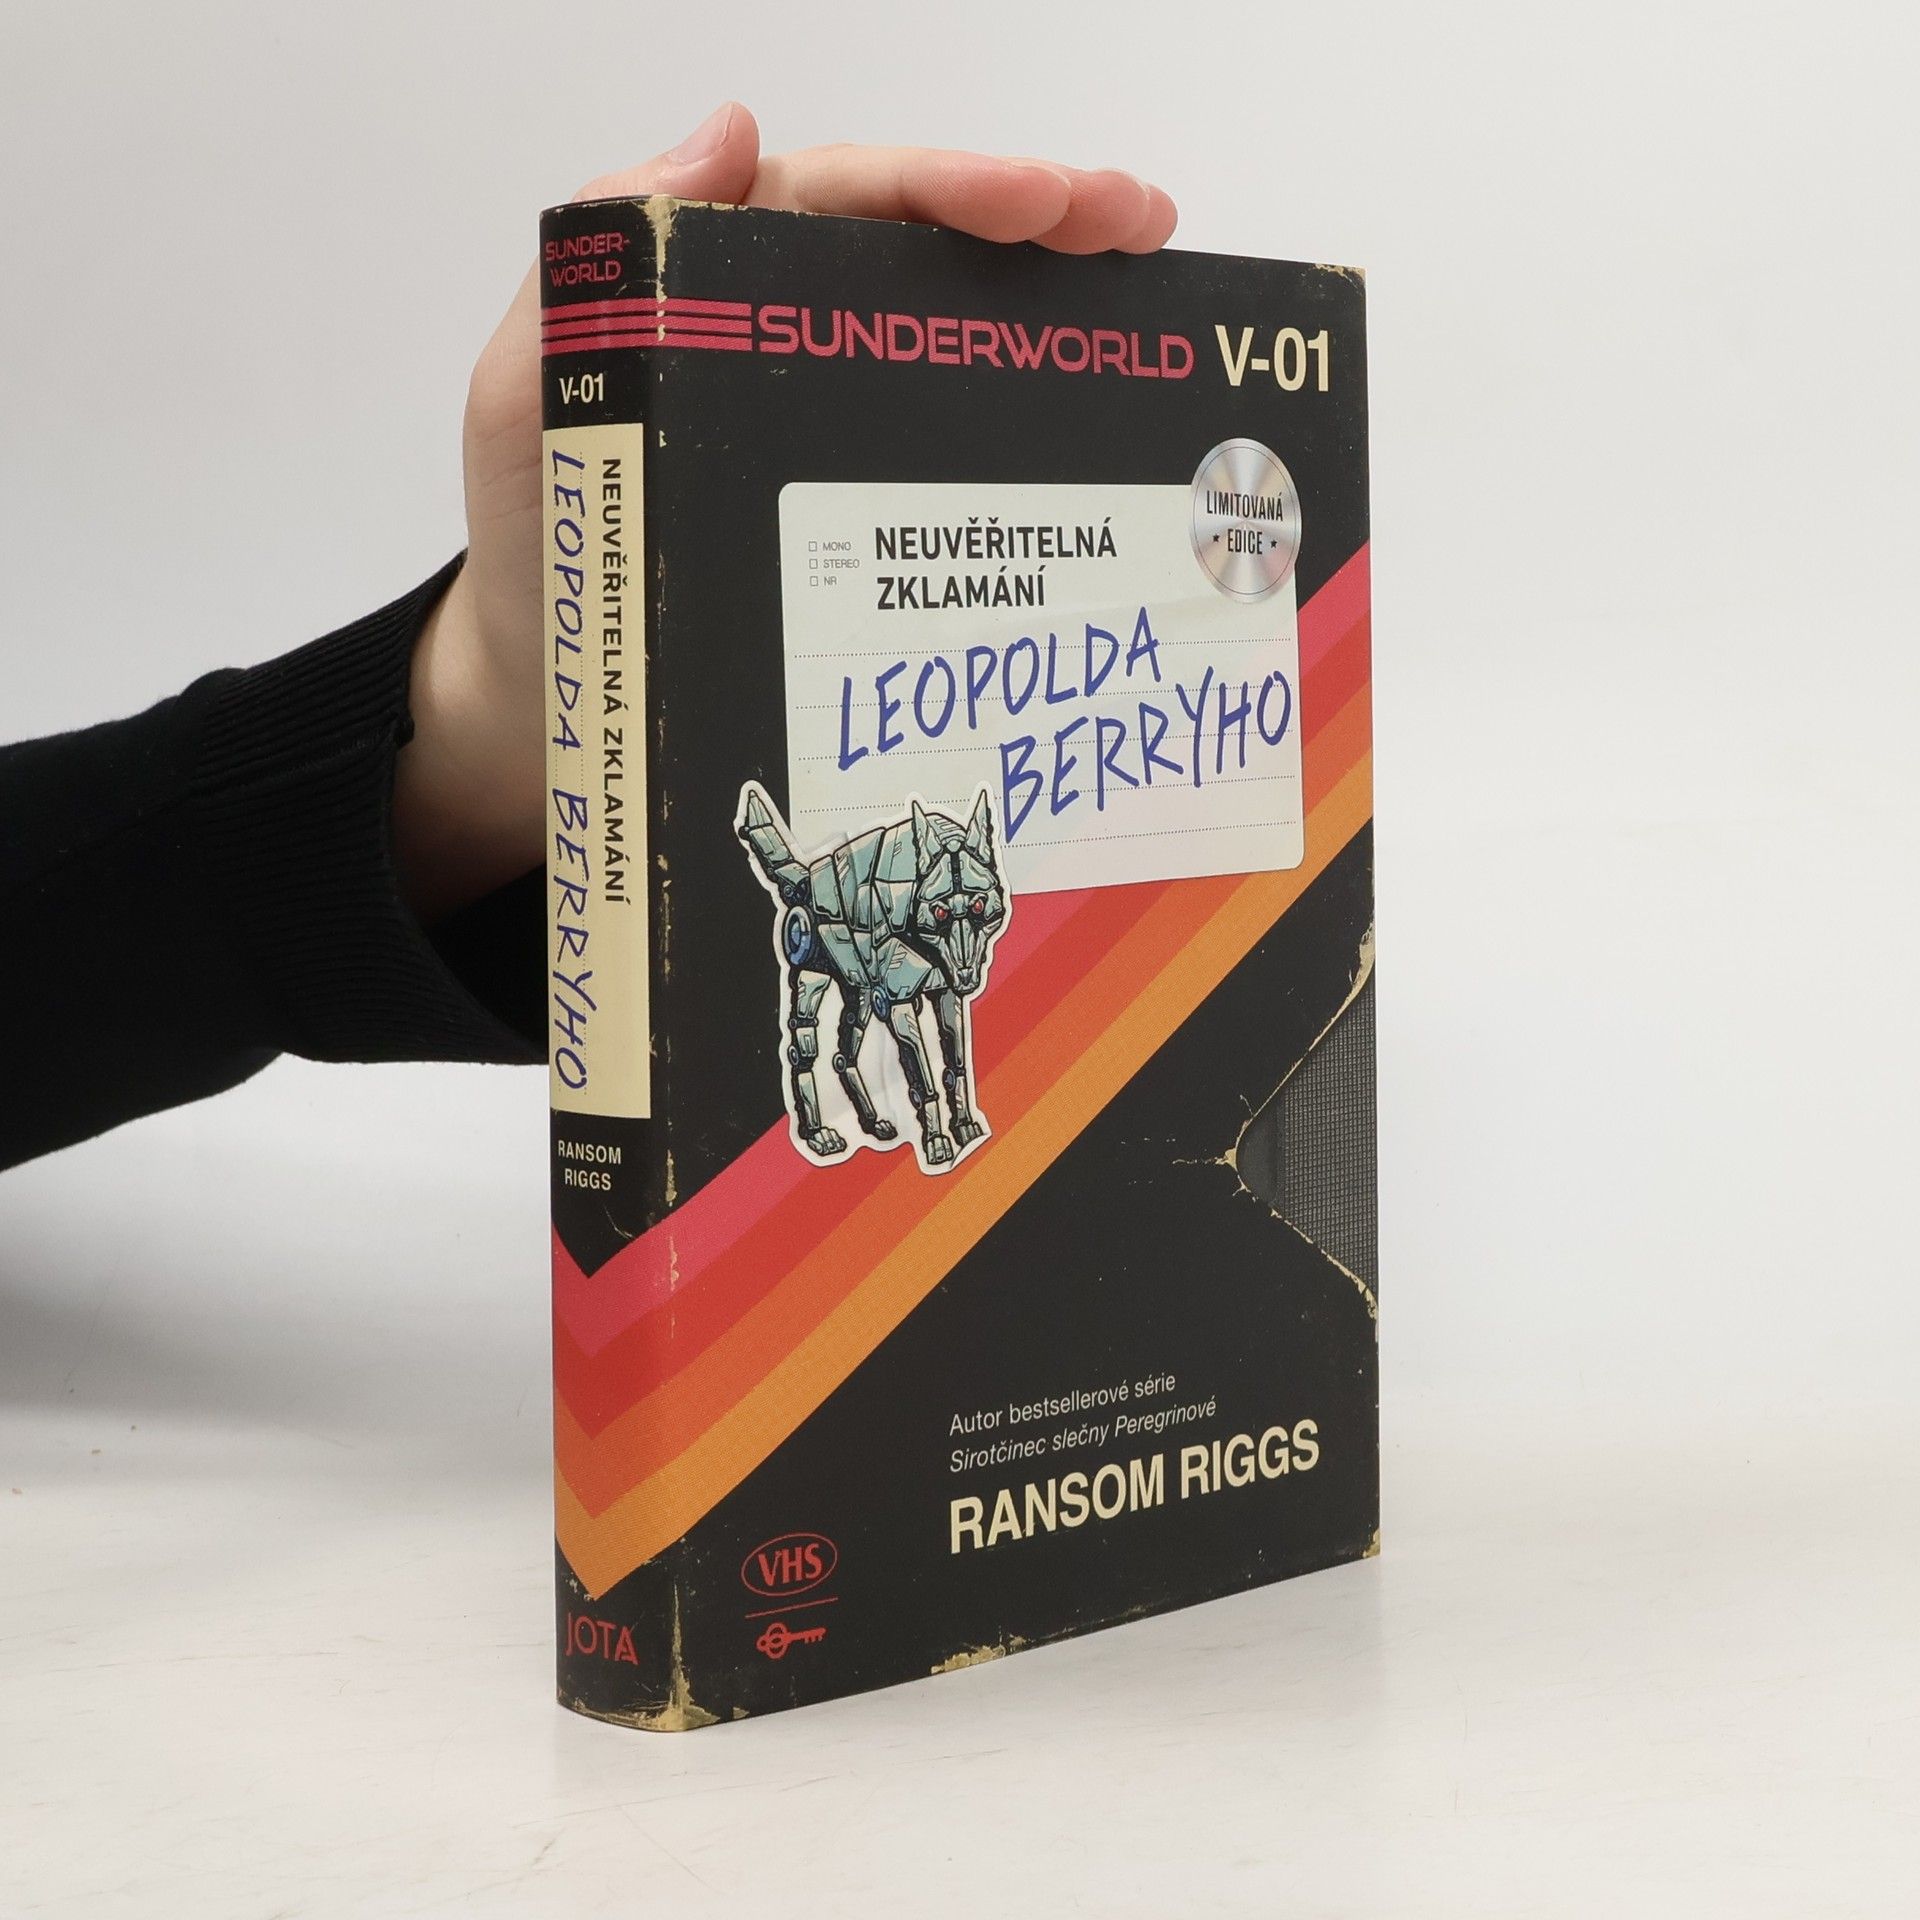 SUNDER-
WORLD
V-01
NEUVĚŘITELNÁ ZKLAMÁNÍ
LEOPOLDA BERRYHO
RANSOM
RIGGS
JOTA
SUNDERWORLD V-01
LIMITOVANÁ
EDICE
MONO
STEREO
NR
NEUVĚŘITELNÁ
ZKLAMÁNÍ
LEOPOLDA
BERRYHO
Autor bestsellerové série
Sirotčinec slečny Peregrinové
RANSOM RIGGS
VHS